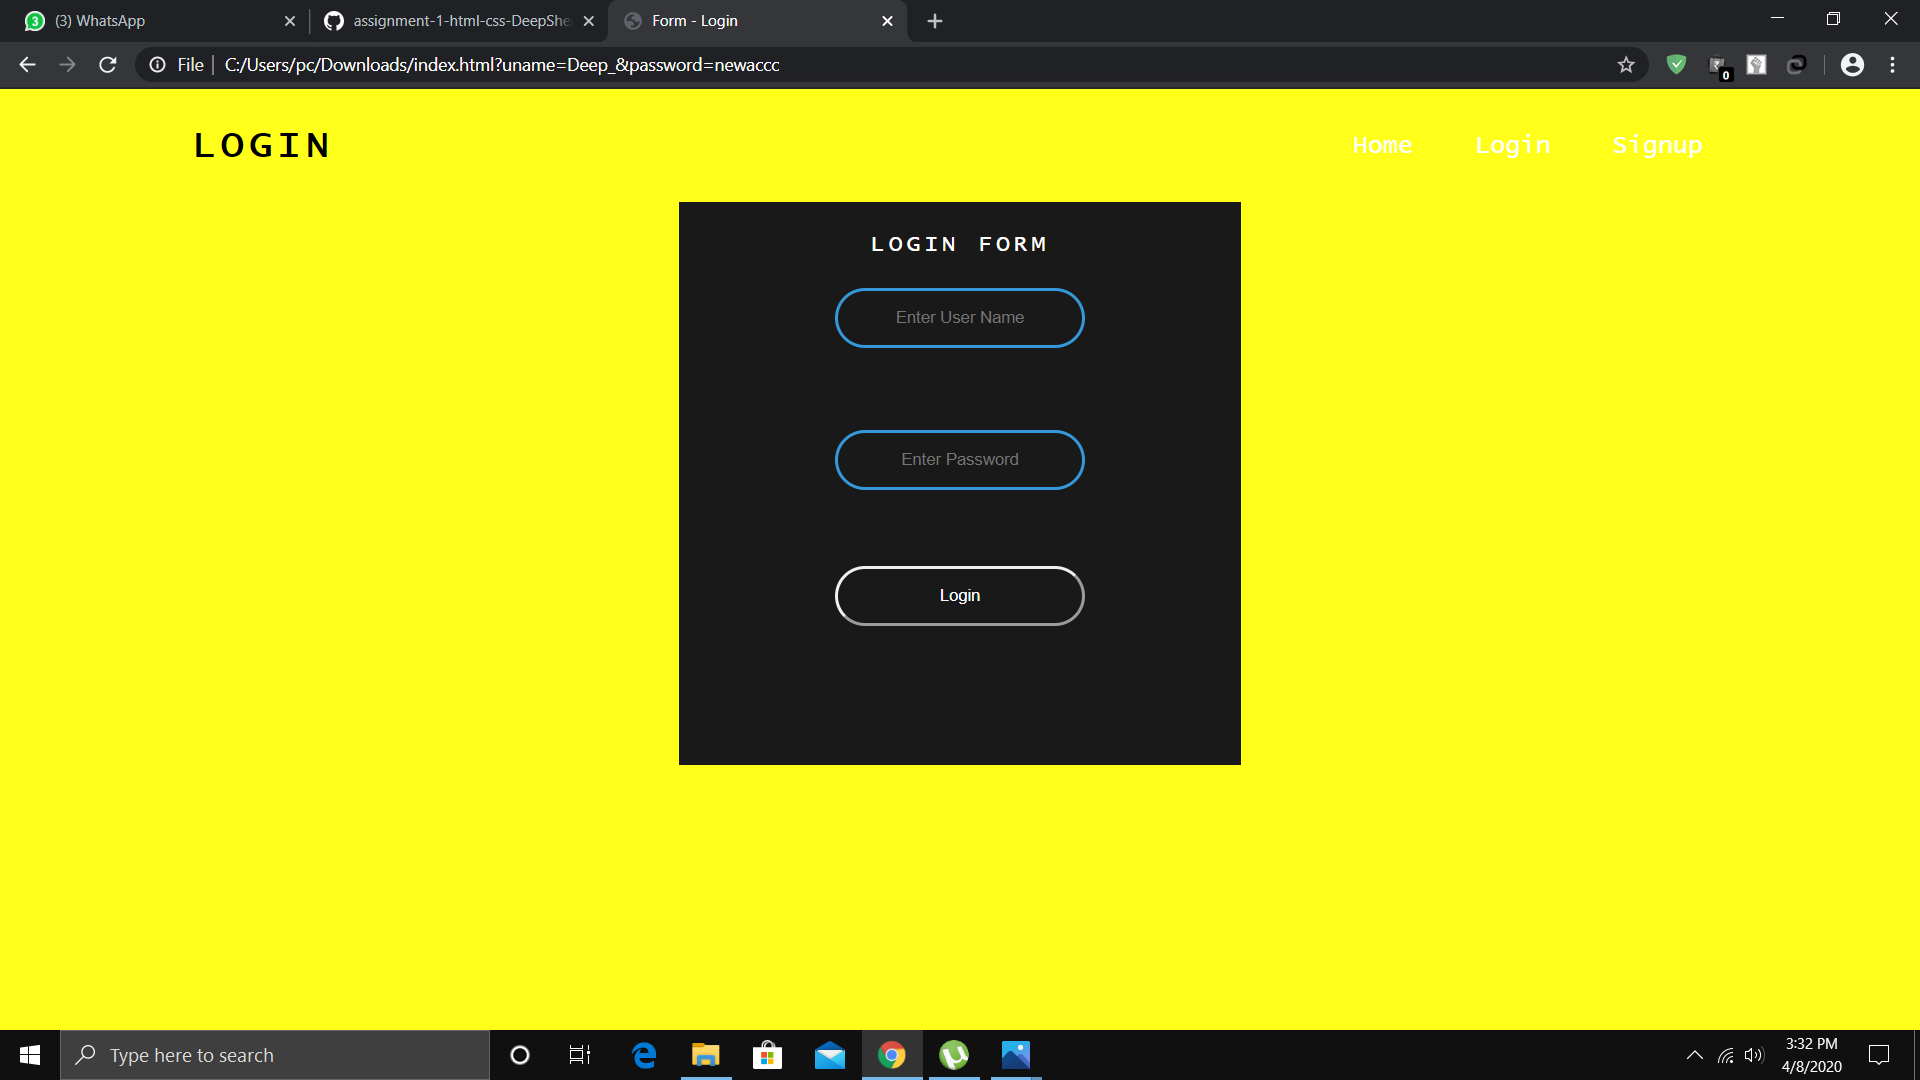 (3) WhatsApp
assignment-1-html-css-DeepShe
Form - Login
File
C:/Users/pc/Downloads/index.html?uname=Deep_&password=newaccc
0
LOGIN
Home
Login
Signup
LOGIN FORM
Enter User Name
Enter Password
Login
Type here to search
3:32 PM
4/8/2020